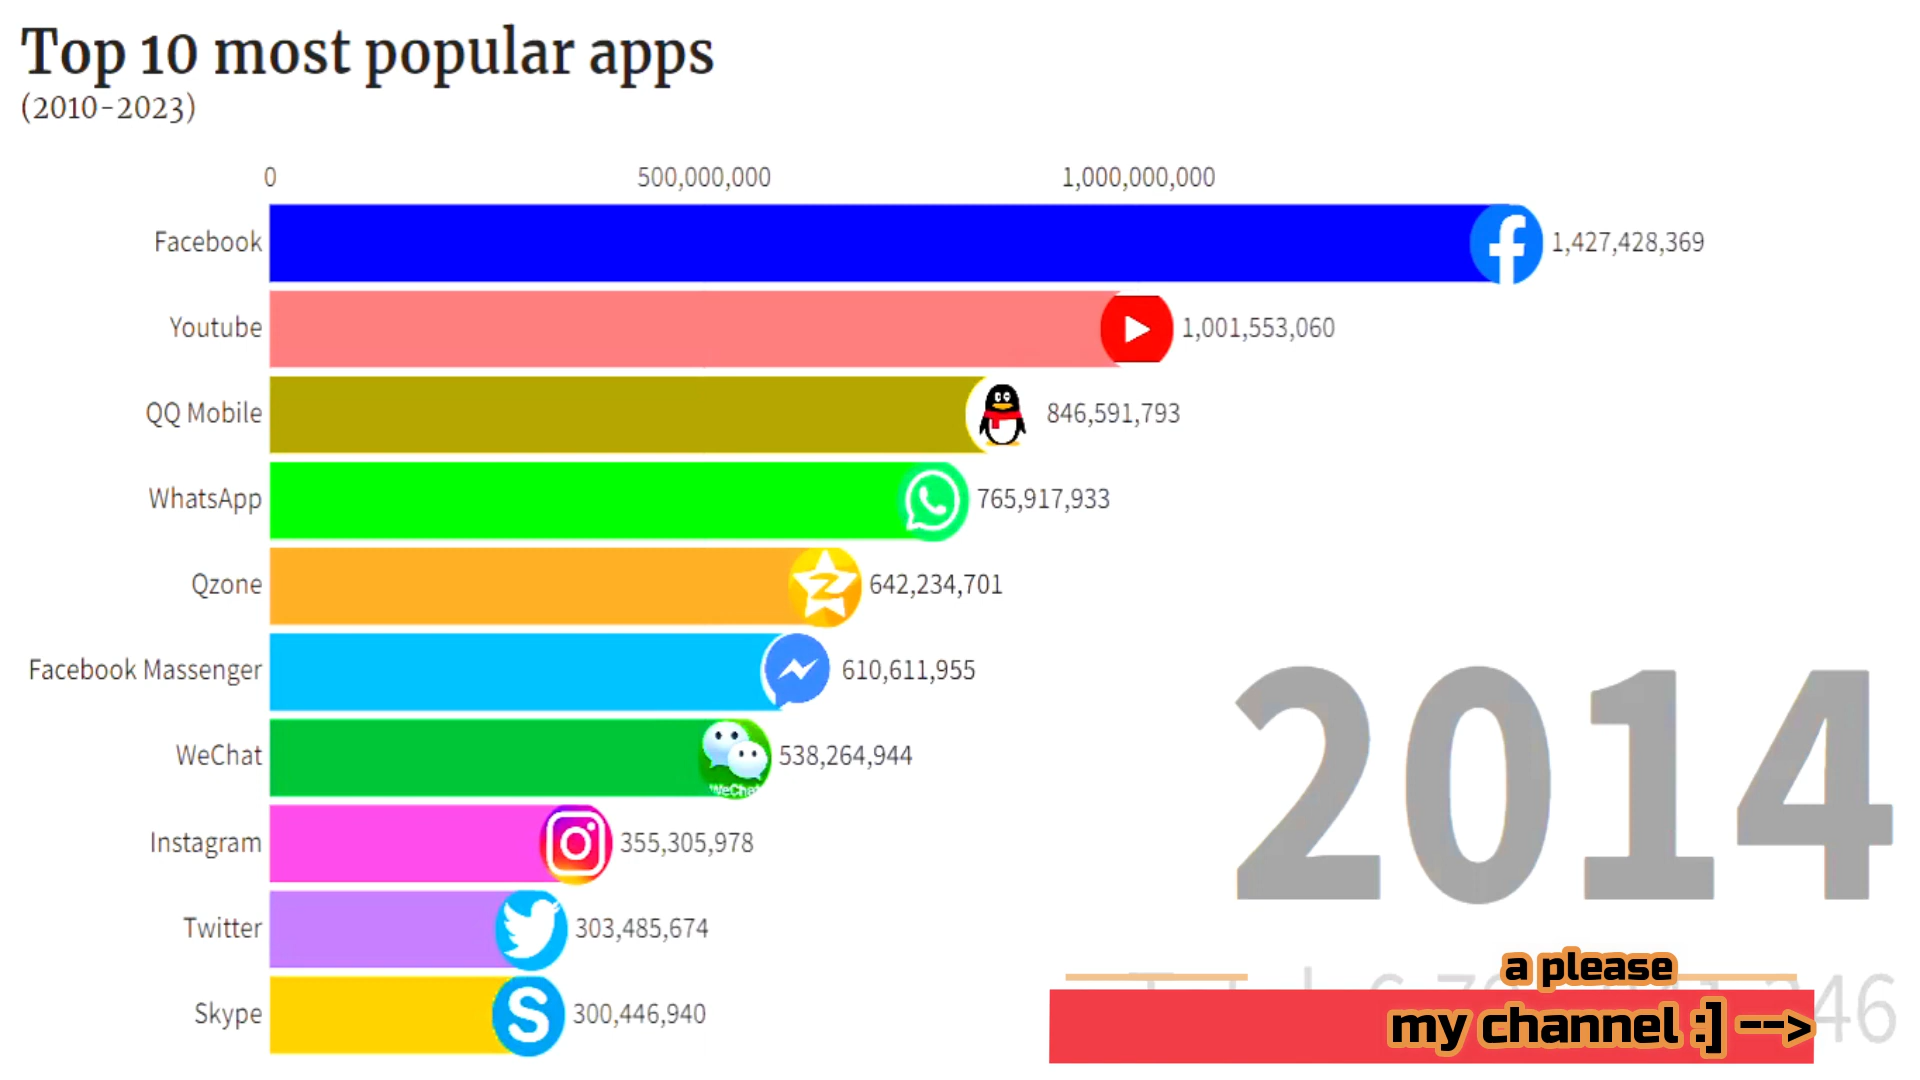 Top 10 most popular apps
(2010-2023)
0 500,000,000 1,000,000,000
Facebook 1,427,428,369
Youtube 1,001,553,060
QQ Mobile 846,591,793
WhatsApp 765,917,933
Qzone 642,234,701
Facebook Massenger 610,611,955
WeChat WeChat 538,264,944
Instagram 355,305,978
Twitter 303,485,674
Skype 300,446,940
2014
a please
my channel :] -->